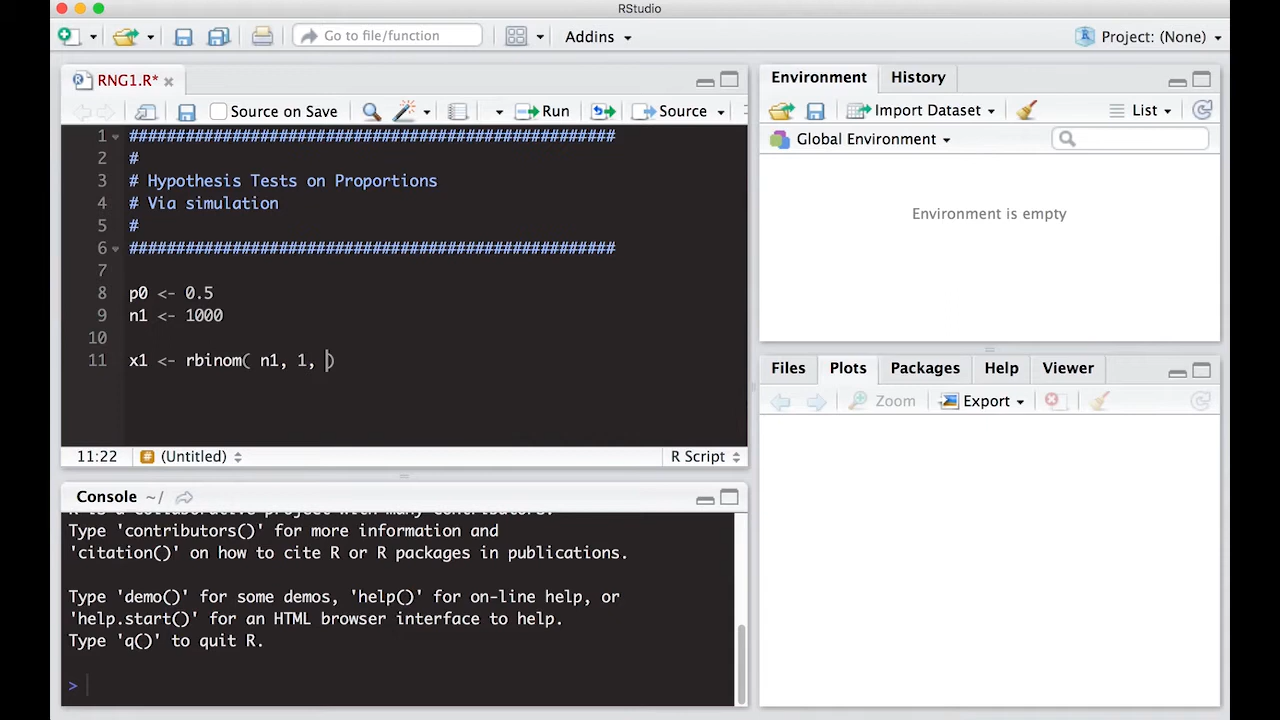 RStudio
Go to file/function
Addins
Project: (None)
RNG1.R*
Source on Save
Run
Source
1 ####################################################
2 #
3 # Hypothesis Tests on Proportions
4 # Via simulation
5 #
6 ####################################################
7
8 p0 <- 0.5
9 n1 <- 1000
10
11 x1 <- rbinom( n1, 1, )
11:22
(Untitled)
R Script
Console ~/
Type 'contributors()' for more information and
'citation()' on how to cite R or R packages in publications.
Type 'demo()' for some demos, 'help()' for on-line help, or
'help.start()' for an HTML browser interface to help.
Type 'q()' to quit R.
>
Environment
History
Import Dataset
List
Global Environment
Environment is empty
Files
Plots
Packages
Help
Viewer
Zoom
Export